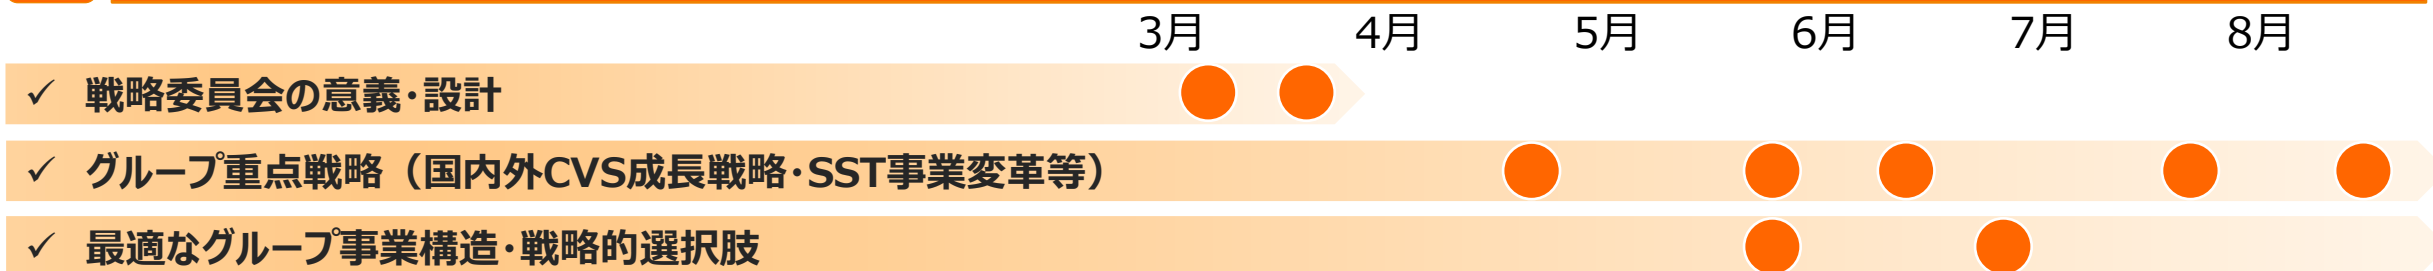 3月 4月 5月 6月 7月 8月
✓ 戦略委員会の意義・設計
✓ グループ重点戦略（国内外CVS成長戦略・SST事業変革等）
✓ 最適なグループ事業構造・戦略的選択肢